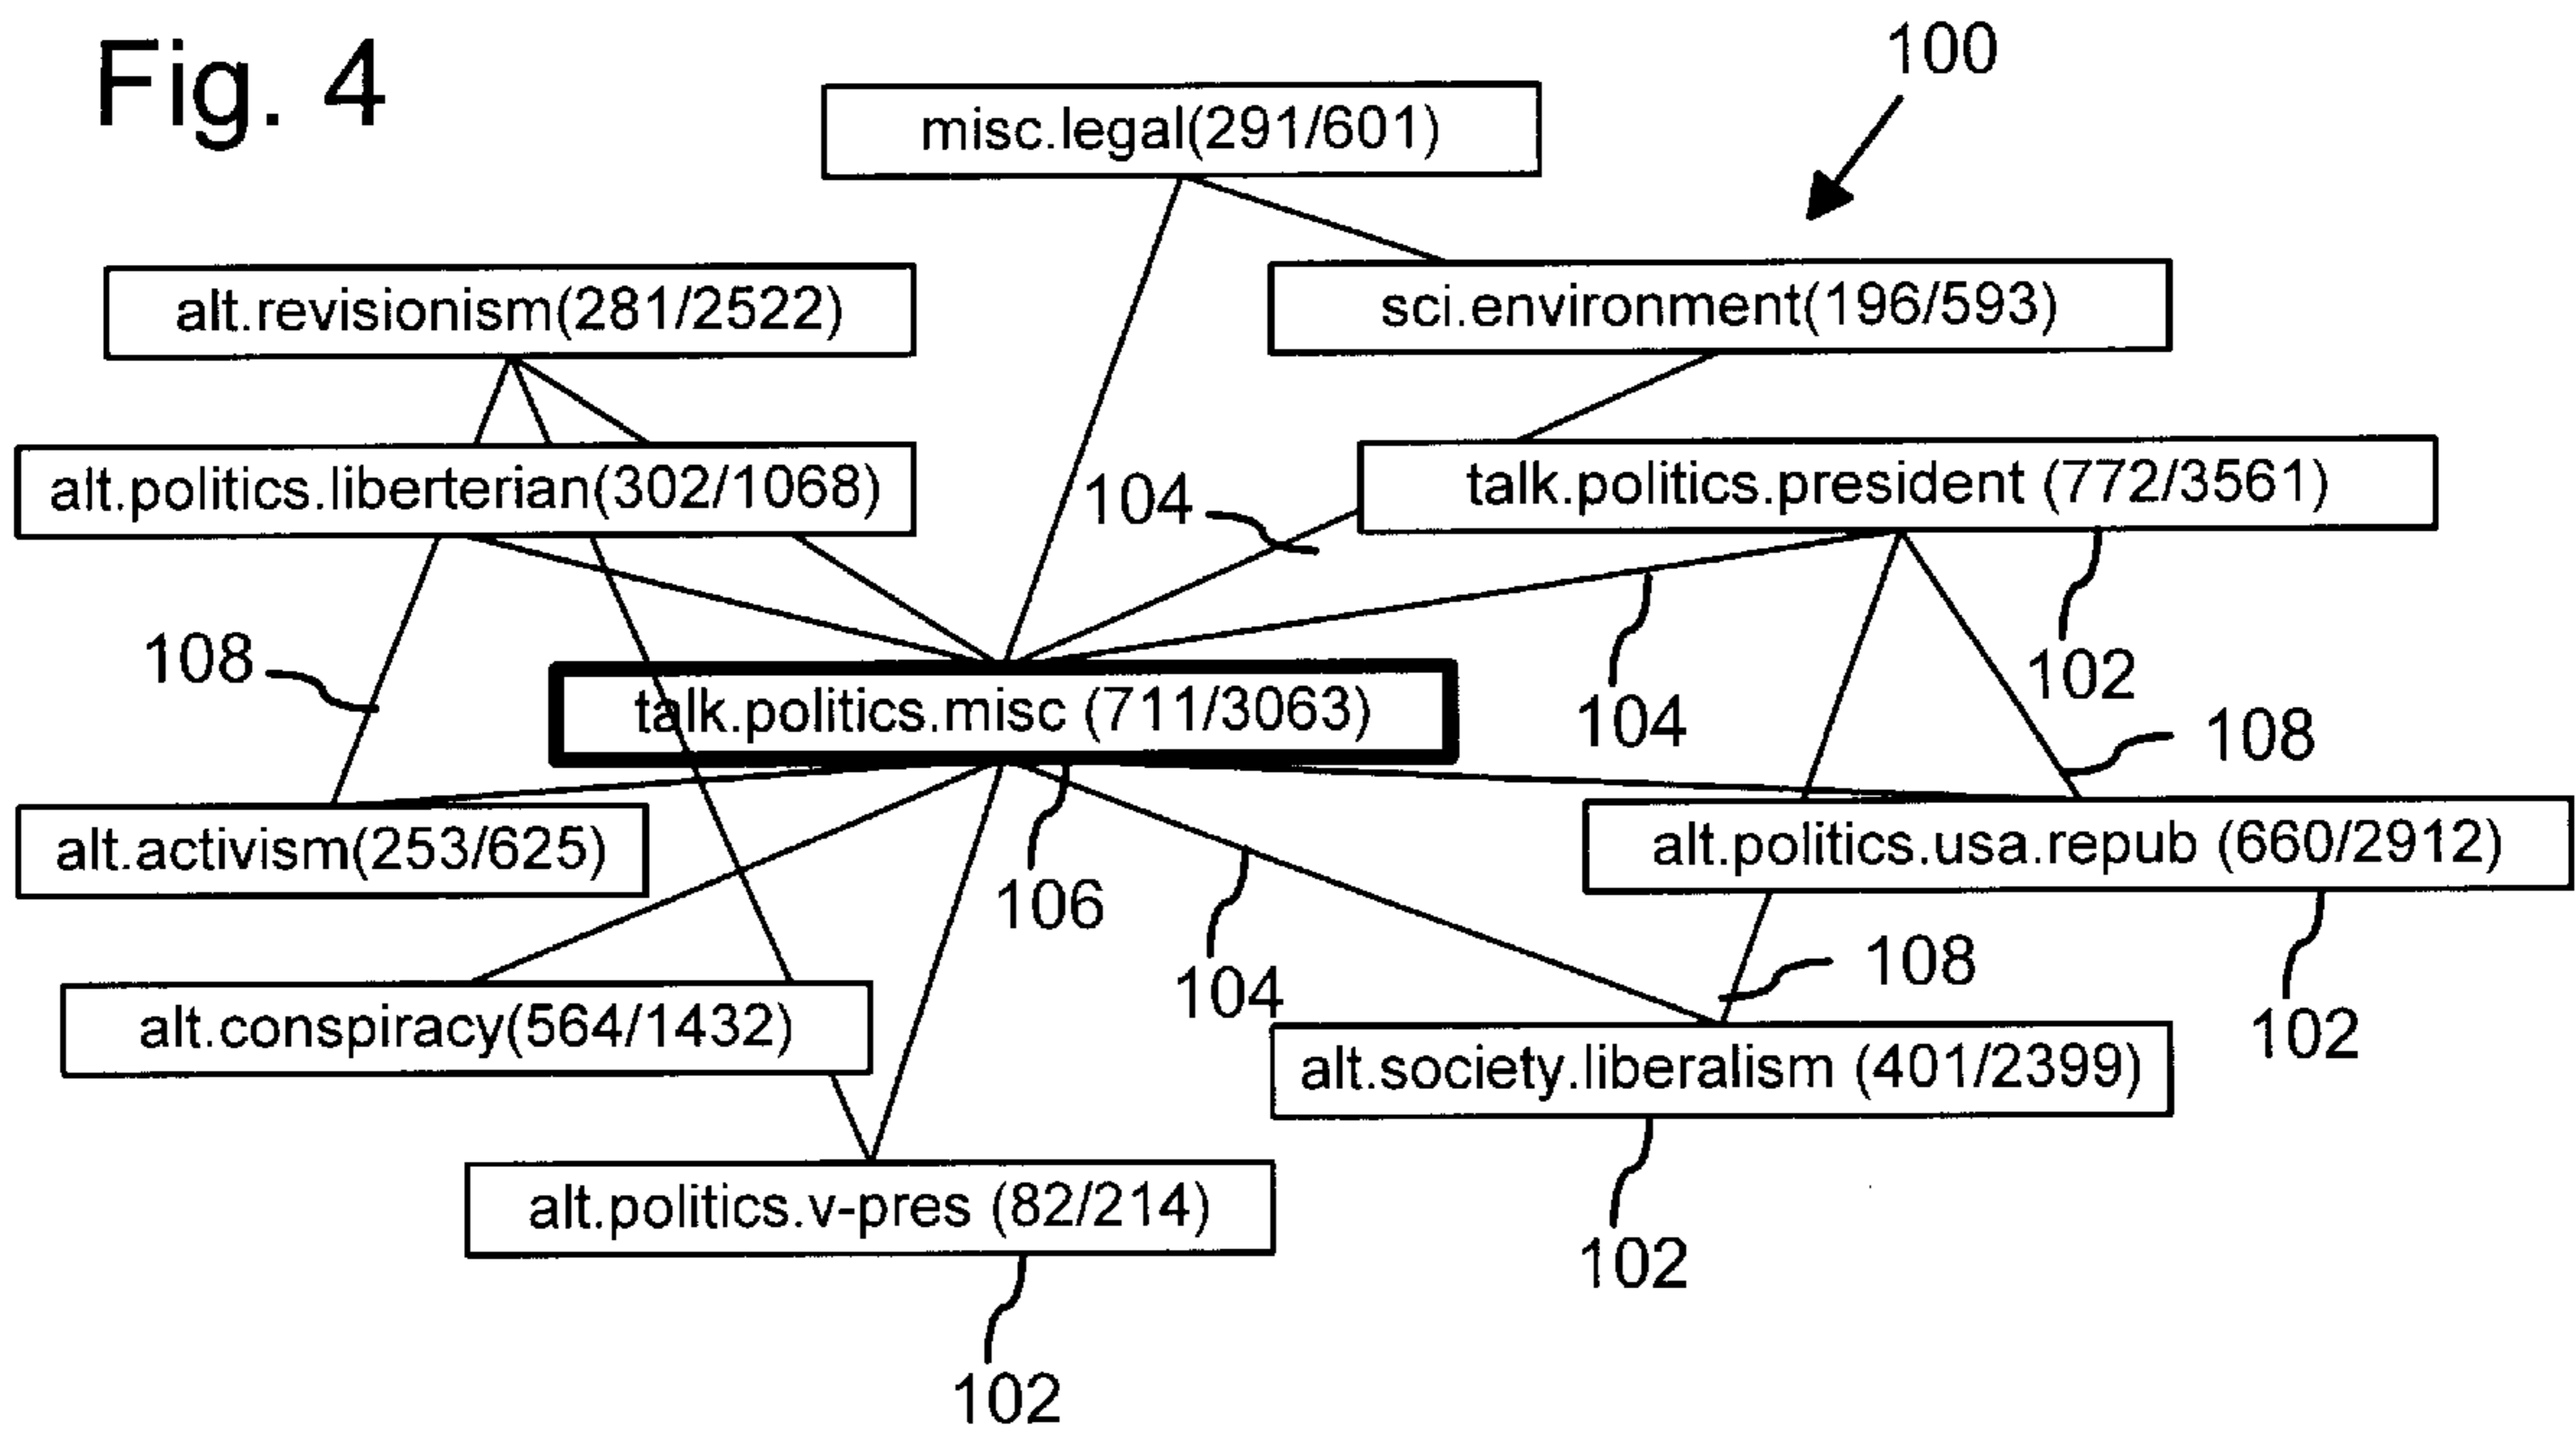 Fig. 4
100
misc.legal(291/601)
alt.revisionism(281/2522)
sci.environment(196/593)
alt.politics.liberterian(302/1068)
104
talk.politics.president (772/3561)
108
talk.politics.misc (711/3063)
104
102
108
alt.activism(253/625)
106
alt.politics.usa.repub (660/2912)
104
108
alt.conspiracy(564/1432)
alt.society.liberalism (401/2399)
102
alt.politics.v-pres (82/214)
102
102